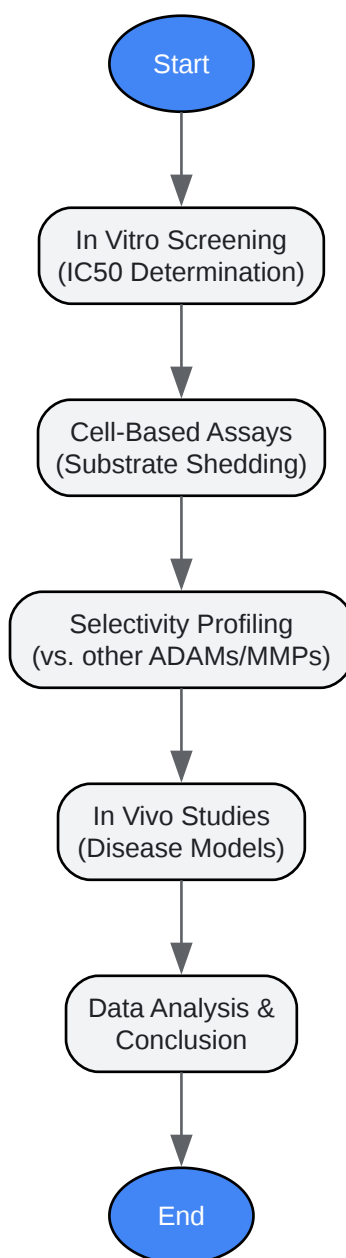 Start
In Vitro Screening
(IC50 Determination)
Cell-Based Assays
(Substrate Shedding)
Selectivity Profiling
(vs. other ADAMs/MMPs)
In Vivo Studies
(Disease Models)
Data Analysis &
Conclusion
End